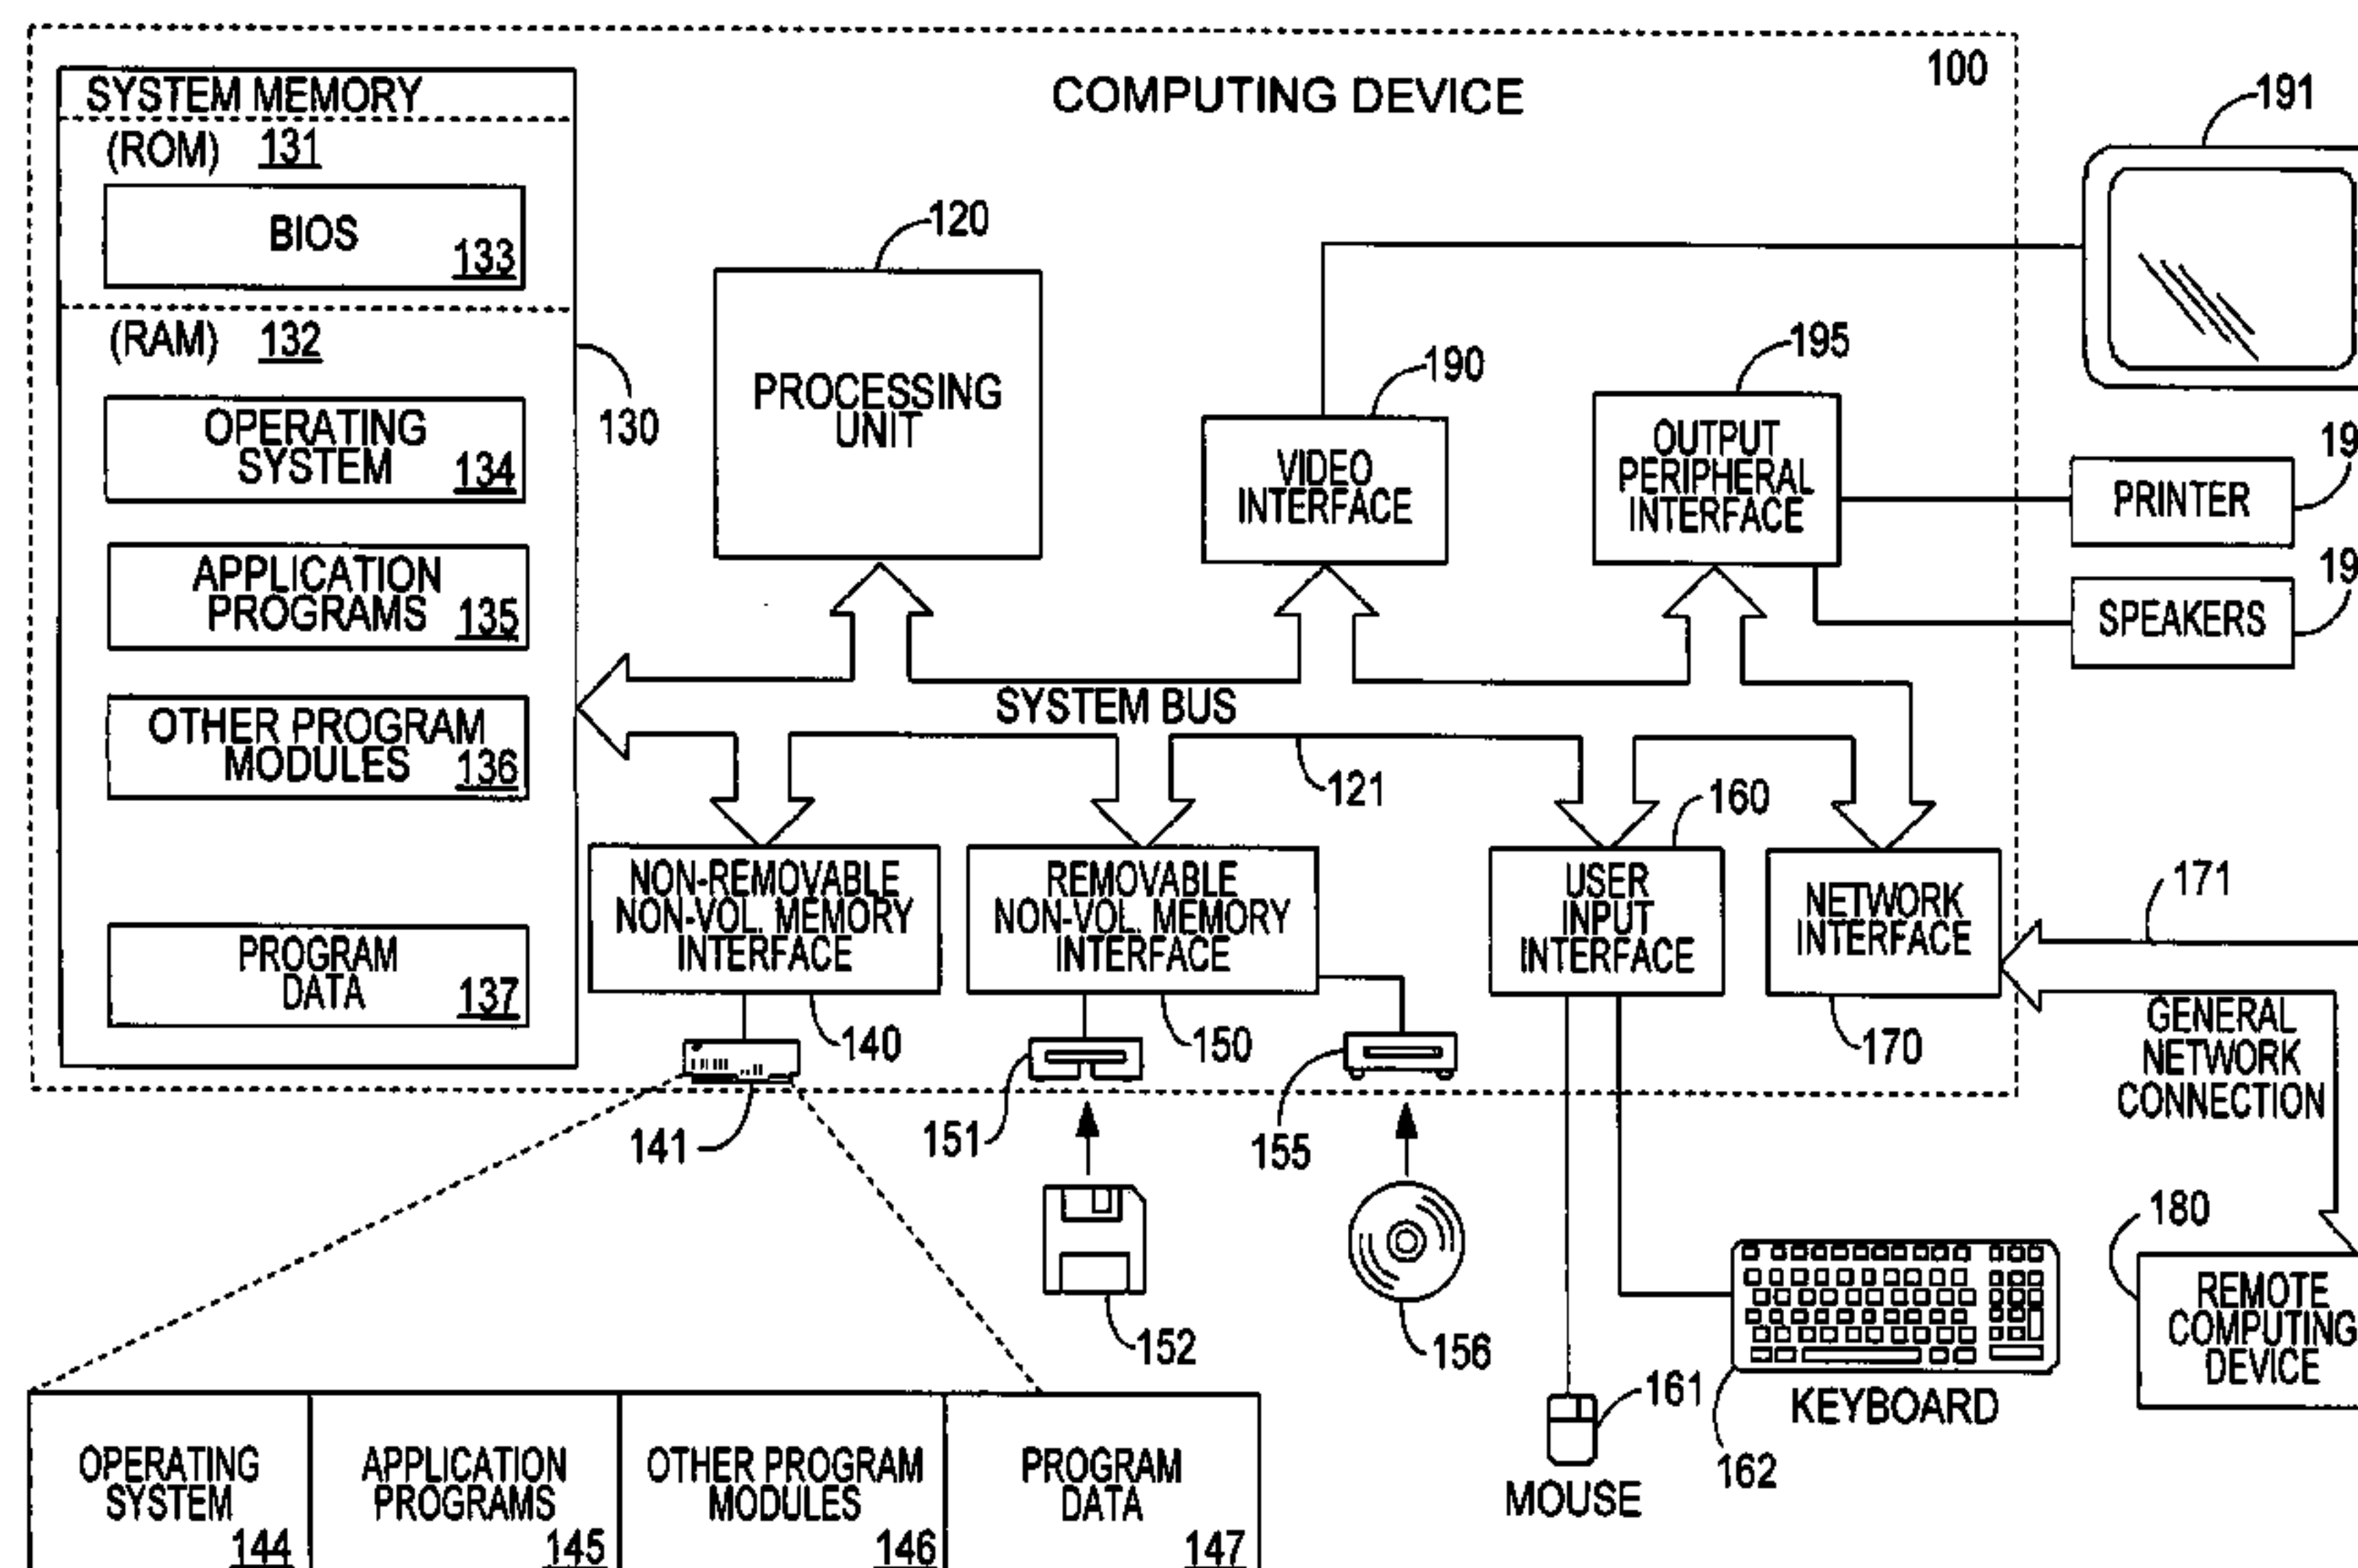 100
COMPUTING DEVICE
SYSTEM MEMORY
(ROM) 131
BIOS
133
(RAM) 132
OPERATING
SYSTEM 134
APPLICATION
PROGRAMS 135
OTHER PROGRAM
MODULES 136
PROGRAM
DATA 137
130
120
PROCESSING
UNIT
190
VIDEO
INTERFACE
195
OUTPUT
PERIPHERAL
INTERFACE
191
19
PRINTER
19
SPEAKERS
SYSTEM BUS
121
NON-REMOVABLE
NON-VOL. MEMORY
INTERFACE
140
141
REMOVABLE
NON-VOL. MEMORY
INTERFACE
150
151
155
152
156
160
USER
INPUT
INTERFACE
NETWORK
INTERFACE
170
171
GENERAL
NETWORK
CONNECTION
180
REMOTE
COMPUTING
DEVICE
161
MOUSE
KEYBOARD
162
OPERATING
SYSTEM
144
APPLICATION
PROGRAMS
145
OTHER PROGRAM
MODULES
146
PROGRAM
DATA
147